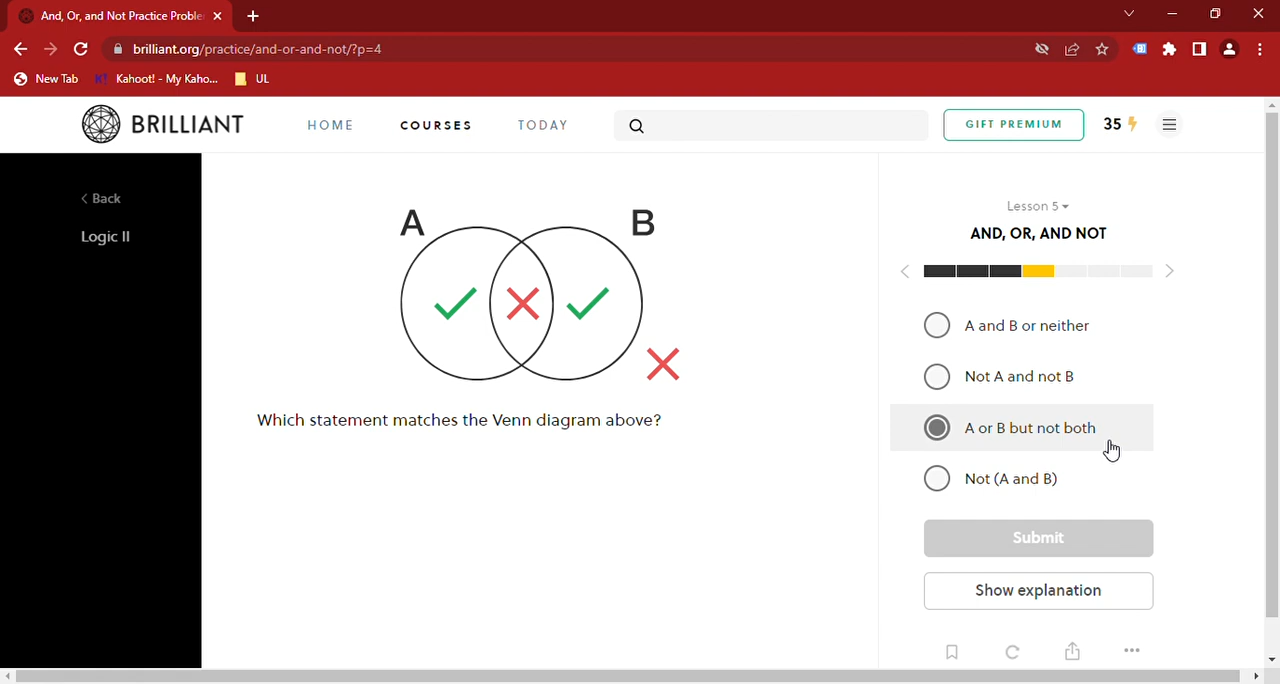 And, Or, and Not Practice Proble
brilliant.org/practice/and-or-and-not/?p=4
New Tab
Kahoot! - My Kaho...
UL
BRILLIANT
HOME
COURSES
TODAY
GIFT PREMIUM
35
< Back
Logic II
A
B
Which statement matches the Venn diagram above?
Lesson 5
AND, OR, AND NOT
A and B or neither
Not A and not B
A or B but not both
Not (A and B)
Submit
Show explanation